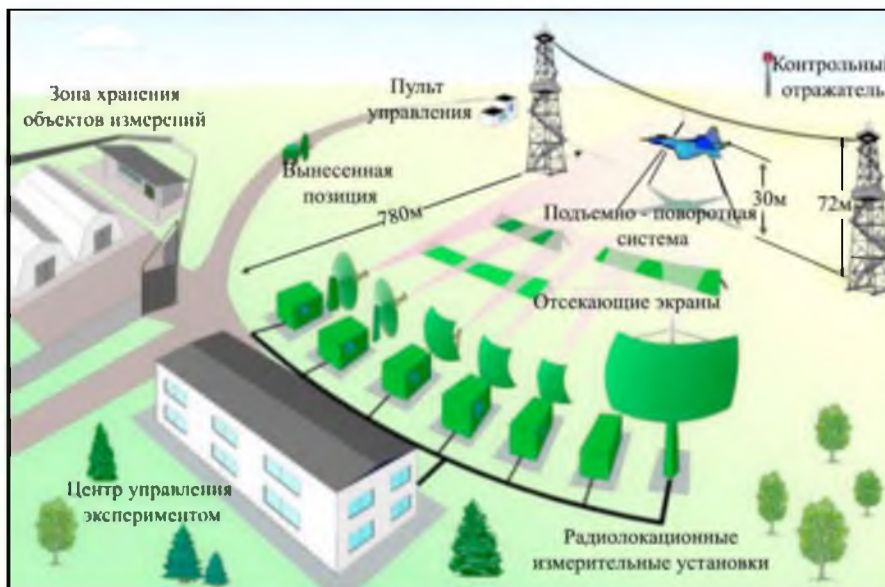 Зона хранения
объектов измерений
Пульт
управления
Контрольный
отражатель
Вынесенная
позиция
780м
30м
72м
Подъемно - поворотная
система
Отсекающие экраны
Центр управления
экспериментом
Радиолокационные
измерительные установки